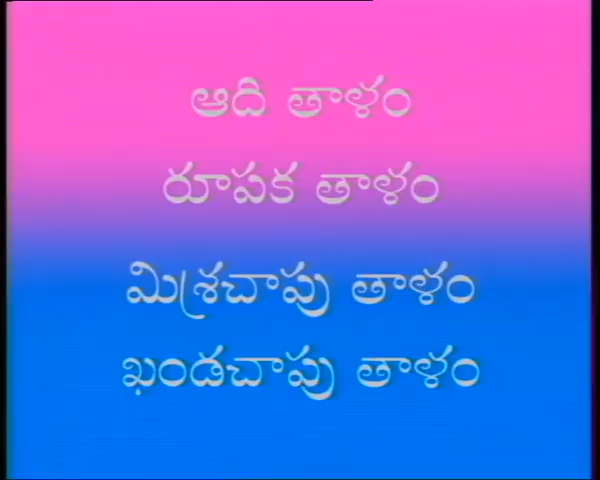 ఆది తాళం
రూపక తాళం
మిశ్రచాపు తాళం
ఖండచాపు తాళం